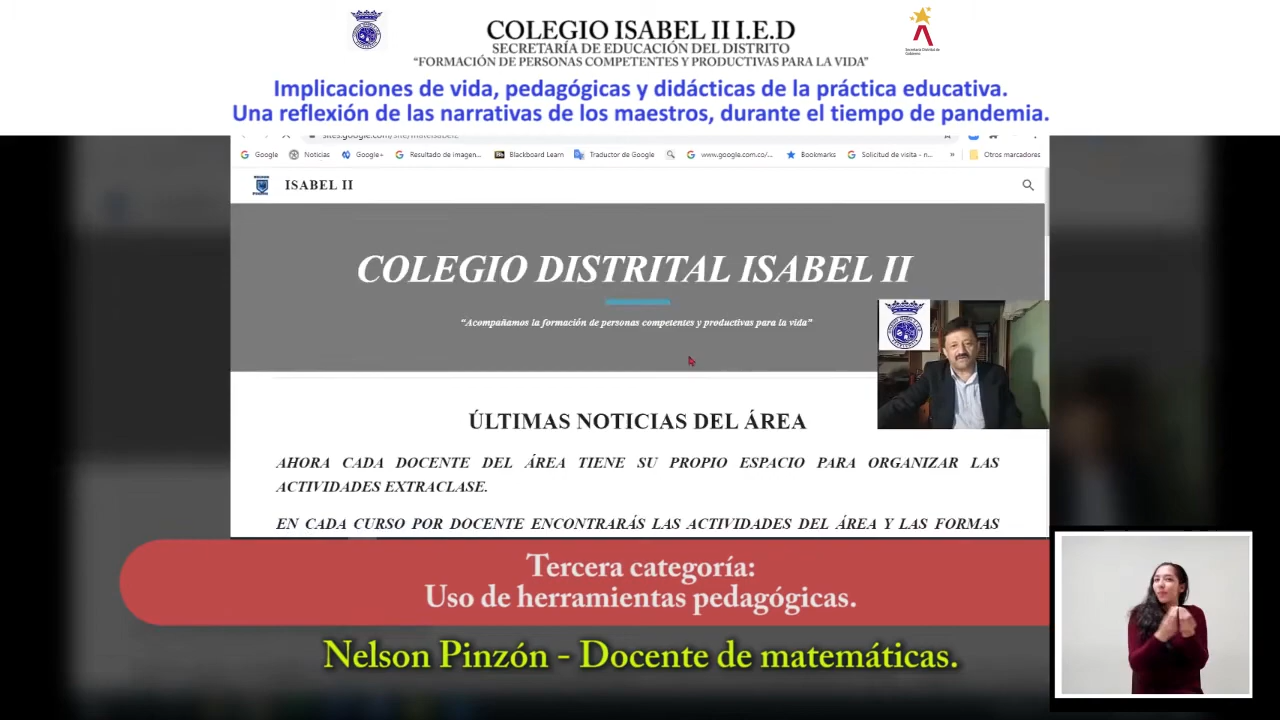 COLEGIO ISABEL II I.E.D
SECRETARÍA DE EDUCACIÓN DEL DISTRITO
“FORMACIÓN DE PERSONAS COMPETENTES Y PRODUCTIVAS PARA LA VIDA”
Implicaciones de vida, pedagógicas y didácticas de la práctica educativa.
Una reflexión de las narrativas de los maestros, durante el tiempo de pandemia.
Google Noticias Google+ Resultado de imagen... Blackboard Learn Traductor de Google www.google.com.co/... Bookmarks Solicitud de visita - n... » Otros marcadores
ISABEL II
COLEGIO DISTRITAL ISABEL II
“Acompañamos la formación de personas competentes y productivas para la vida”
ÚLTIMAS NOTICIAS DEL ÁREA
AHORA CADA DOCENTE DEL ÁREA TIENE SU PROPIO ESPACIO PARA ORGANIZAR LAS
ACTIVIDADES EXTRACLASE.
EN CADA CURSO POR DOCENTE ENCONTRARÁS LAS ACTIVIDADES DEL ÁREA Y LAS FORMAS
Tercera categoría:
Uso de herramientas pedagógicas.
Nelson Pinzón - Docente de matemáticas.